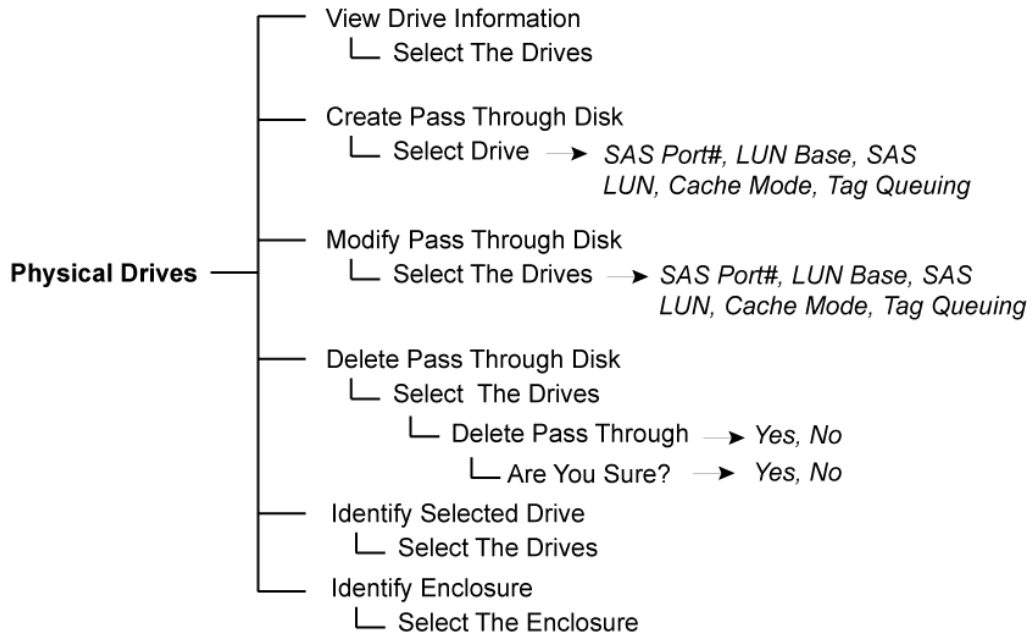 View Drive Information
Select The Drives
Create Pass Through Disk
Select Drive
SAS Port#, LUN Base, SAS
LUN, Cache Mode, Tag Queuing
Physical Drives
Modify Pass Through Disk
Select The Drives
SAS Port#, LUN Base, SAS
LUN, Cache Mode, Tag Queuing
Delete Pass Through Disk
Select The Drives
Delete Pass Through
Yes, No
Are You Sure?
Yes, No
Identify Selected Drive
Select The Drives
Identify Enclosure
Select The Enclosure